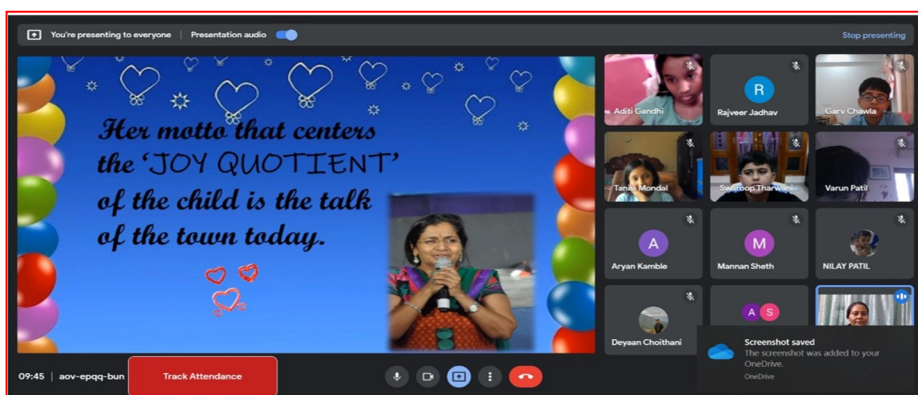 You're presenting to everyone | Presentation audio
Stop presenting
Her motto that centers
the ‘JOY QUOTIENT’
of the child is the talk
of the town today.
Aditi Gandhi
Rajveer Jadhav
Garv Chawla
Mondal
Swaroop Tharwani
Varun Patil
Aryan Kamble
Mannan Sheth
NILAY PATIL
Deyaan Choithani
R
A
M
A S
Screenshot saved
The screenshot was added to your
OneDrive.
OneDrive
09:45 | aov-epqq-bun
Track Attendance